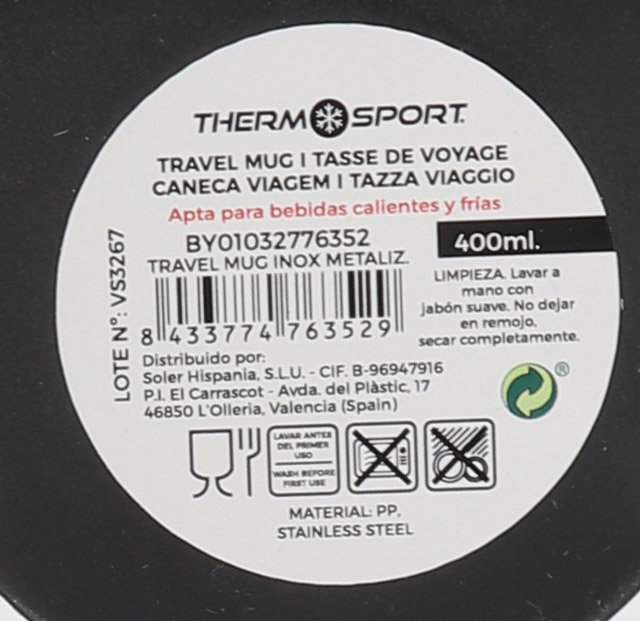 THERMOSPORT
TRAVEL MUG | TASSE DE VOYAGE
CANECA VIAGEM | TAZZA VIAGGIO
Apta para bebidas calientes y frías
BY01032776352
400ml.
TRAVEL MUG INOX METALIZ.
8 433774 763529
LOTE Nº: VS3267
LIMPIEZA. Lavar a
mano con
jabón suave. No dejar
en remojo,
secar completamente.
Distribuido por:
Soler Hispania, S.L.U. - CIF. B-96947916
P.I. El Carrascot - Avda. del Plàstic, 17
46850 L'Olleria, Valencia (Spain)
®
LAVAR ANTES
DEL PRIMER
USO
WASH BEFORE
FIRST USE
MATERIAL: PP,
STAINLESS STEEL